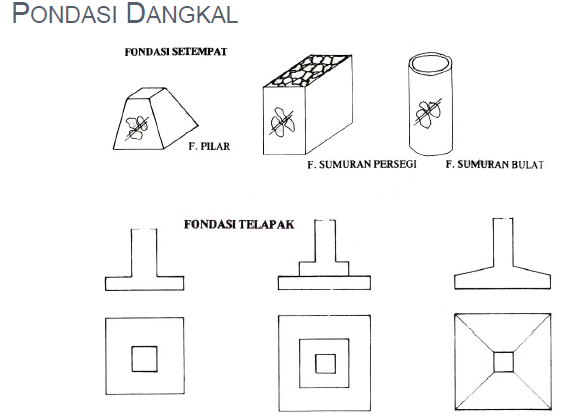 PONDASI DANGKAL
FONDASI SETEMPAT
F. PILAR
F. SUMURAN PERSEGI
F. SUMURAN BULAT
FONDASI TELAPAK